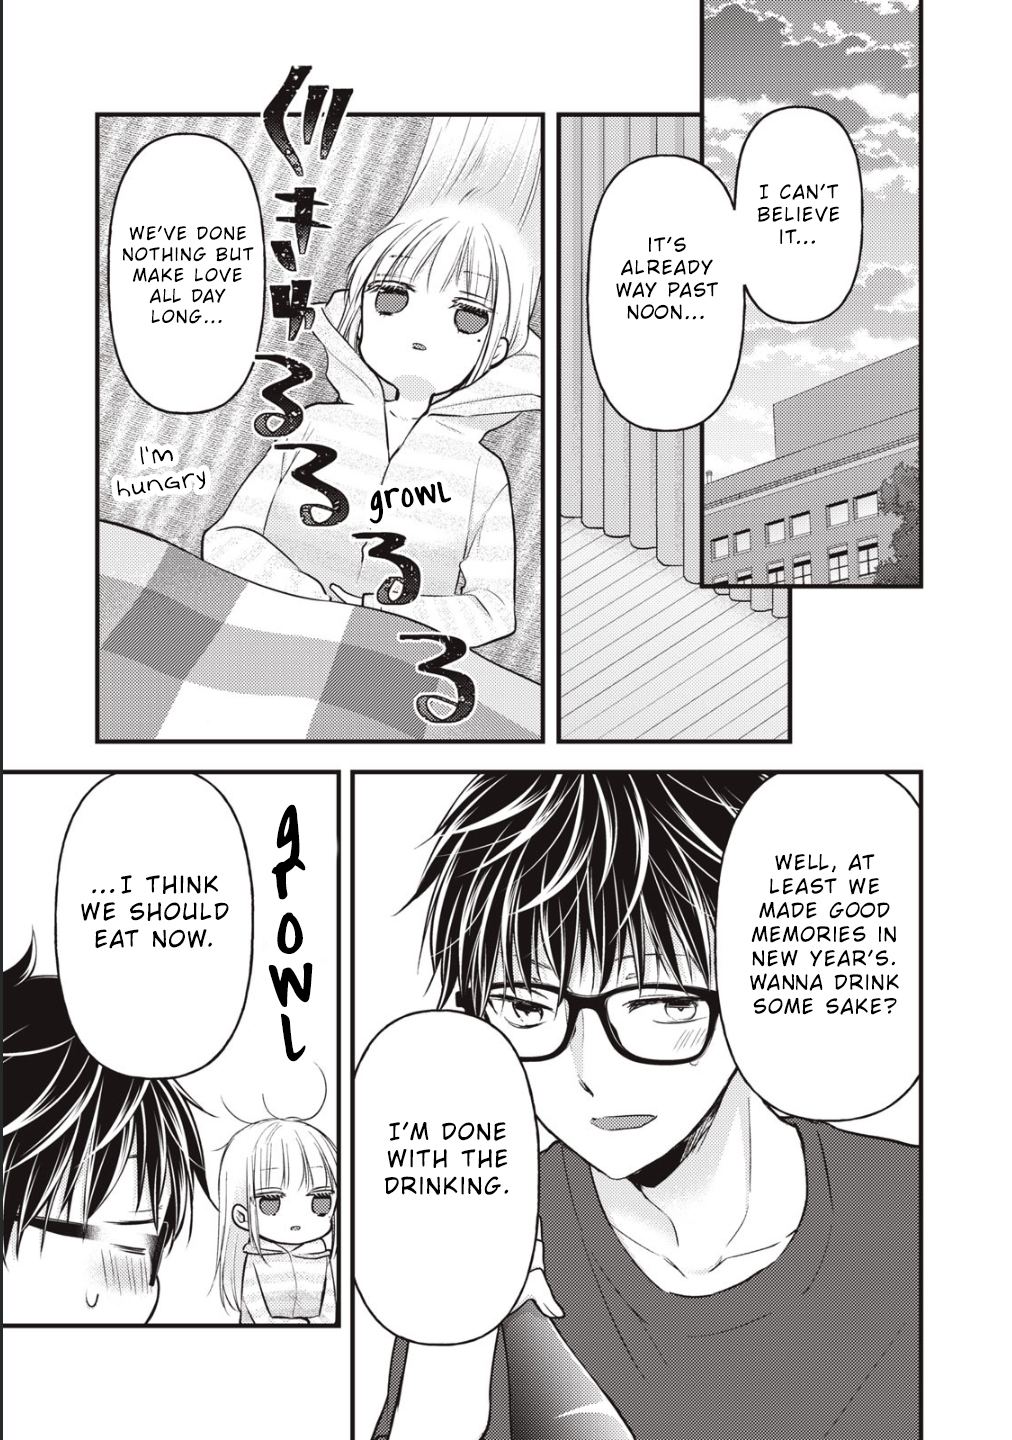 I CAN'T
BELIEVE
IT...
IT'S
ALREADY
WAY PAST
NOON...
WE'VE DONE
NOTHING BUT
MAKE LOVE
ALL DAY
LONG...
ぐぎゅるるるる
I'm
hungry
growl
WELL, AT
LEAST WE
MADE GOOD
MEMORIES IN
NEW YEAR'S.
WANNA DRINK
SOME SAKE?
I'M DONE
WITH THE
DRINKING.
growl
...I THINK
WE SHOULD
EAT NOW.